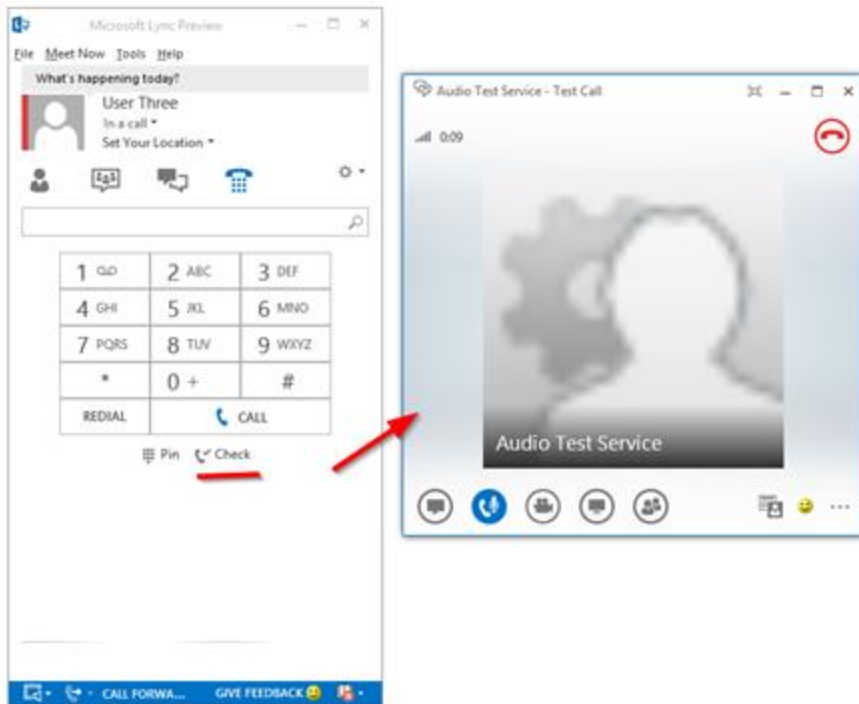 Microsoft Lync Preview
File Meet Now Tools Help
What's happening today?
User Three
In a call
Set Your Location
1
2 ABC
3 DEF
4 GHI
5 JKL
6 MNO
7 PQRS
8 TUV
9 WXYZ
*
0 +
#
REDIAL
CALL
Pin
Check
CALL FORWA...
GIVE FEEDBACK
Audio Test Service - Test Call
0:09
Audio Test Service